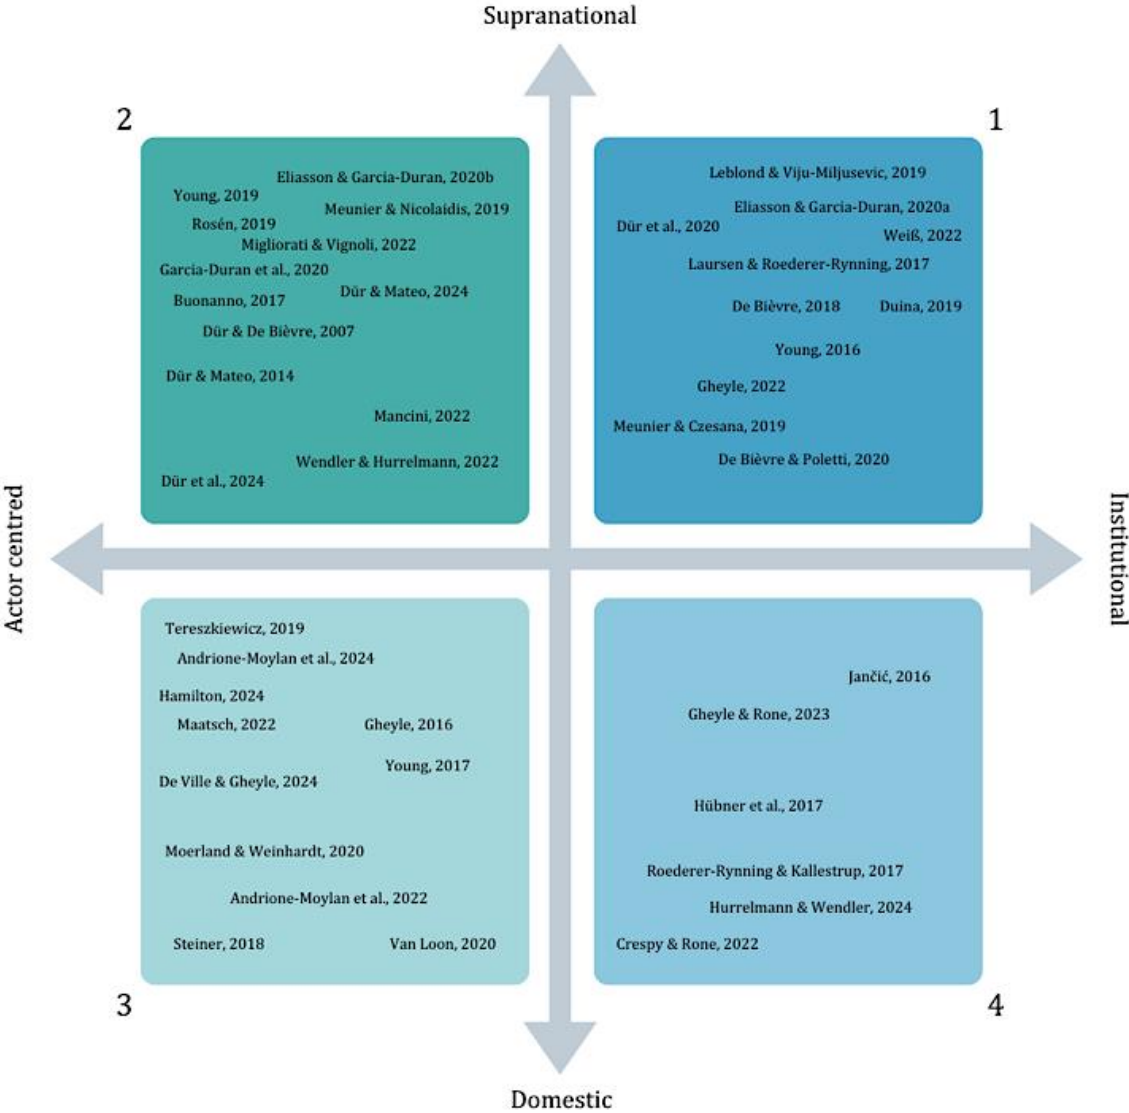 Supranational
2
1
Eliasson & Garcia-Duran, 2020b
Young, 2019
Meunier & Nicolaidis, 2019
Rosén, 2019
Migliorati & Vignoli, 2022
Garcia-Duran et al., 2020
Dür & Mateo, 2024
Buonanno, 2017
Dür & De Bièvre, 2007
Dür & Mateo, 2014
Mancini, 2022
Wendler & Hurrelmann, 2022
Dür et al., 2024
Leblond & Viju-Miljusevic, 2019
Eliasson & Garcia-Duran, 2020a
Dür et al., 2020
Weiß, 2022
Laursen & Roederer-Rynning, 2017
De Bièvre, 2018
Duina, 2019
Young, 2016
Gheyle, 2022
Meunier & Czesana, 2019
De Bièvre & Poletti, 2020
Actor centred
Institutional
Tereszkiewicz, 2019
Andrione-Moylan et al., 2024
Hamilton, 2024
Maatsch, 2022
Gheyle, 2016
Young, 2017
De Ville & Gheyle, 2024
Moerland & Weinhardt, 2020
Andrione-Moylan et al., 2022
Steiner, 2018
Van Loon, 2020
Jančić, 2016
Gheyle & Rone, 2023
Hübner et al., 2017
Roederer-Rynning & Kallestrup, 2017
Hurrelmann & Wendler, 2024
Crespy & Rone, 2022
3
4
Domestic